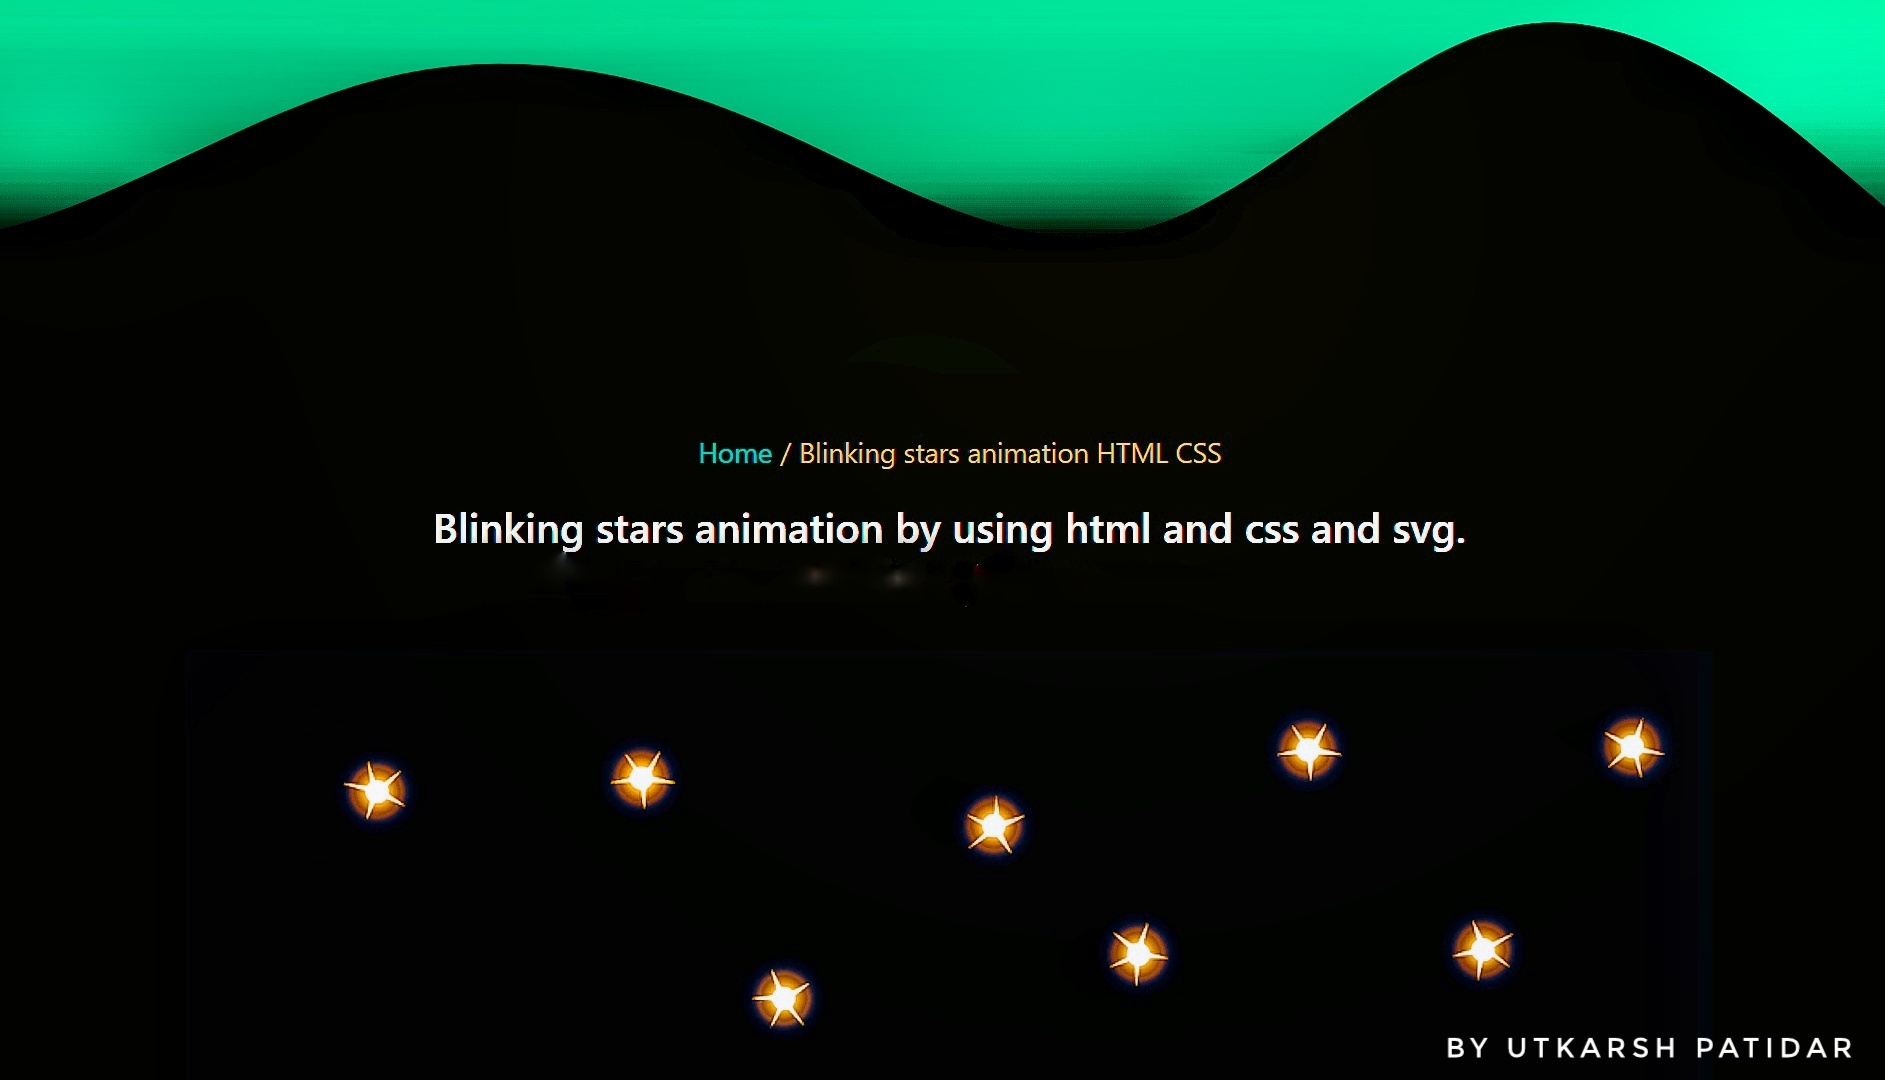 Home / Blinking stars animation HTML CSS
Blinking stars animation by using html and css and svg.
BY UTKARSH PATIDAR